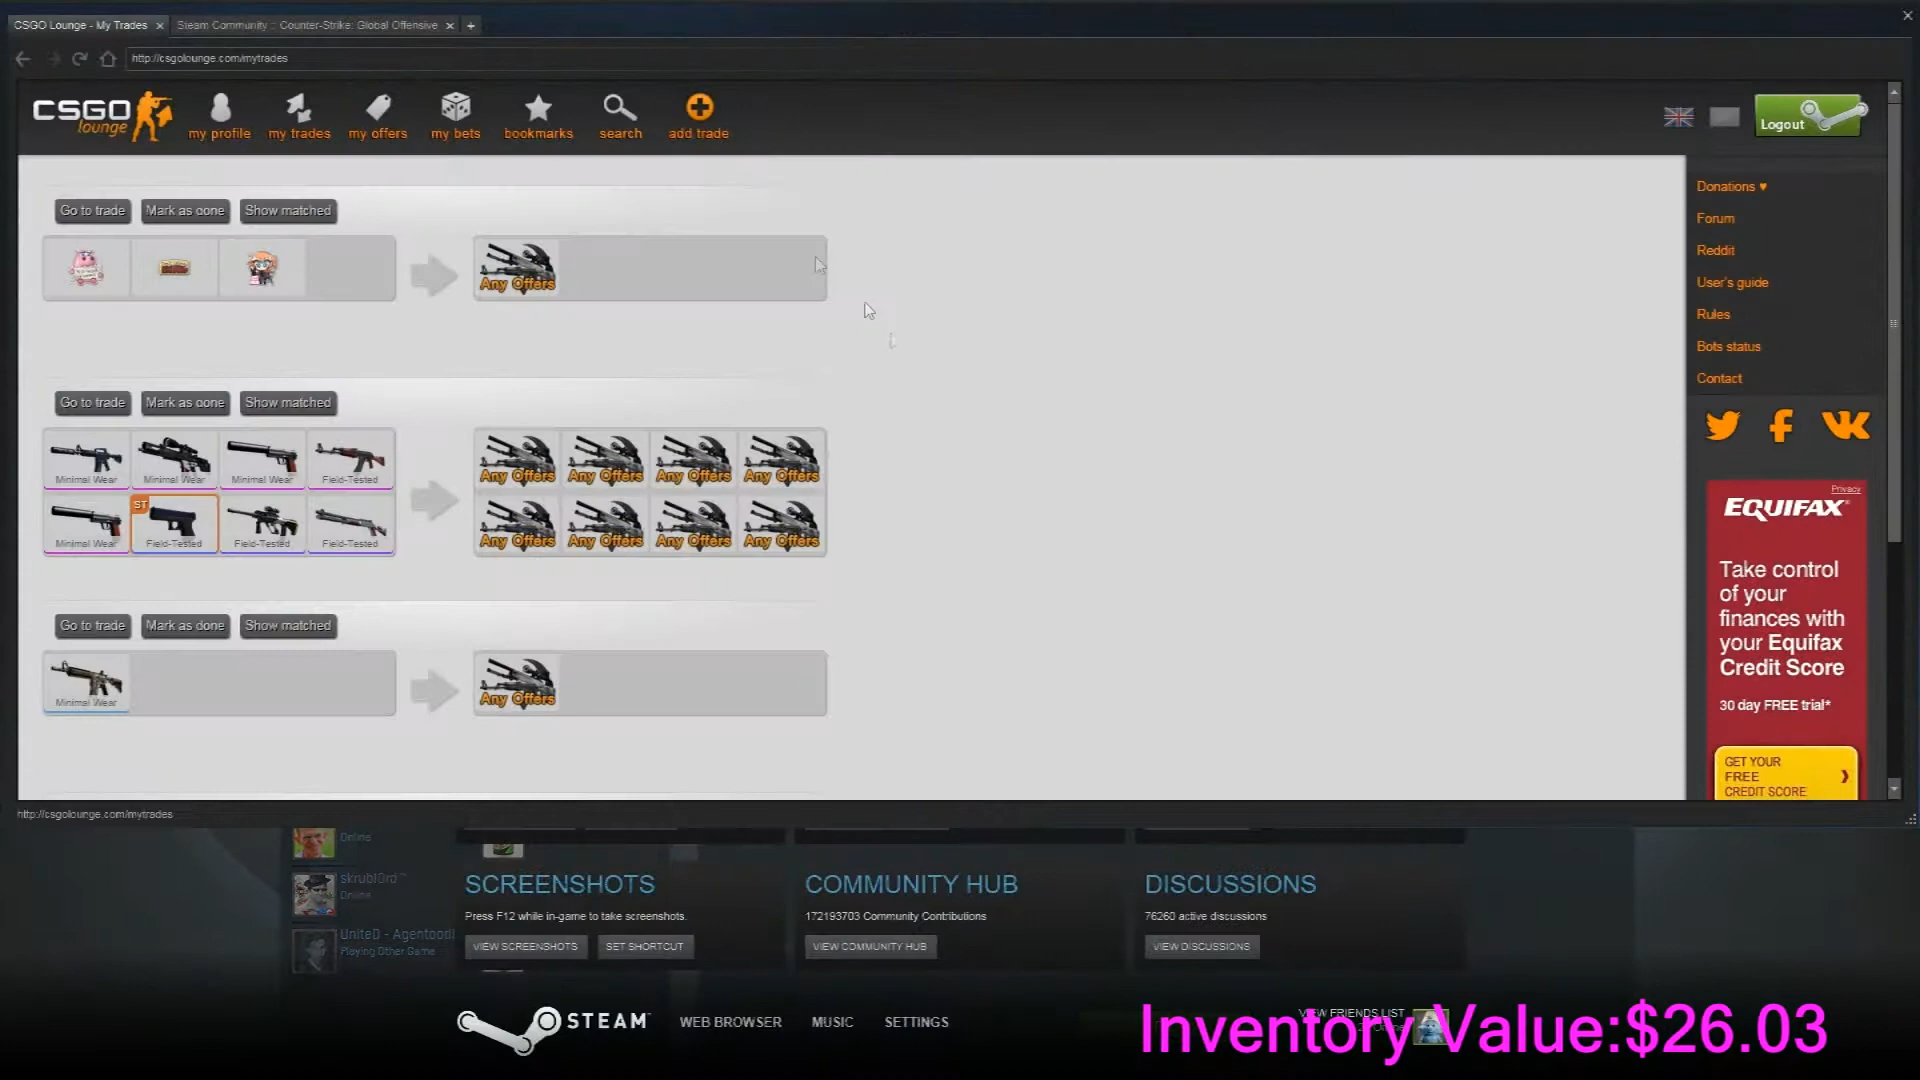 CSGO Lounge - My Trades
Steam Community :: Counter-Strike: Global Offensive
http://csgolounge.com/mytrades
CSGO
lounge
my profile
my trades
my offers
my bets
bookmarks
search
add trade
Logout
Go to trade
Mark as done
Show matched
Any Offers
Go to trade
Mark as done
Show matched
Minimal Wear
Minimal Wear
Minimal Wear
Field-Tested
Any Offers
Any Offers
Any Offers
Any Offers
ST
Minimal Wear
Field-Tested
Field-Tested
Field-Tested
Any Offers
Any Offers
Any Offers
Any Offers
Go to trade
Mark as done
Show matched
Minimal Wear
Any Offers
Donations ♥
Forum
Reddit
User's guide
Rules
Bots status
Contact
Privacy
EQUIFAX
Take control
of your
finances with
your Equifax
Credit Score
30 day FREE trial*
GET YOUR
FREE
CREDIT SCORE
http://csgolounge.com/mytrades
Online
skrubl0rd™
Online
UniteD - Agentoodl
Playing Other Game
SCREENSHOTS
Press F12 while in-game to take screenshots.
VIEW SCREENSHOTS
SET SHORTCUT
COMMUNITY HUB
172193703 Community Contributions
VIEW COMMUNITY HUB
DISCUSSIONS
76260 active discussions
VIEW DISCUSSIONS
STEAM™
WEB BROWSER
MUSIC
SETTINGS
VIEW FRIENDS LIST
Inventory Value:$26.03